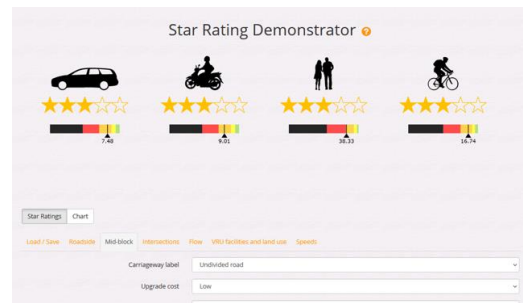 Star Rating Demonstrator ?
7.48 9.01 38.33 16.74
Star Ratings Chart
Load / Save Roadside Mid-block Intersections Flow VRU facilities and land use Speeds
Carriageway label Undivided road
Upgrade cost Low